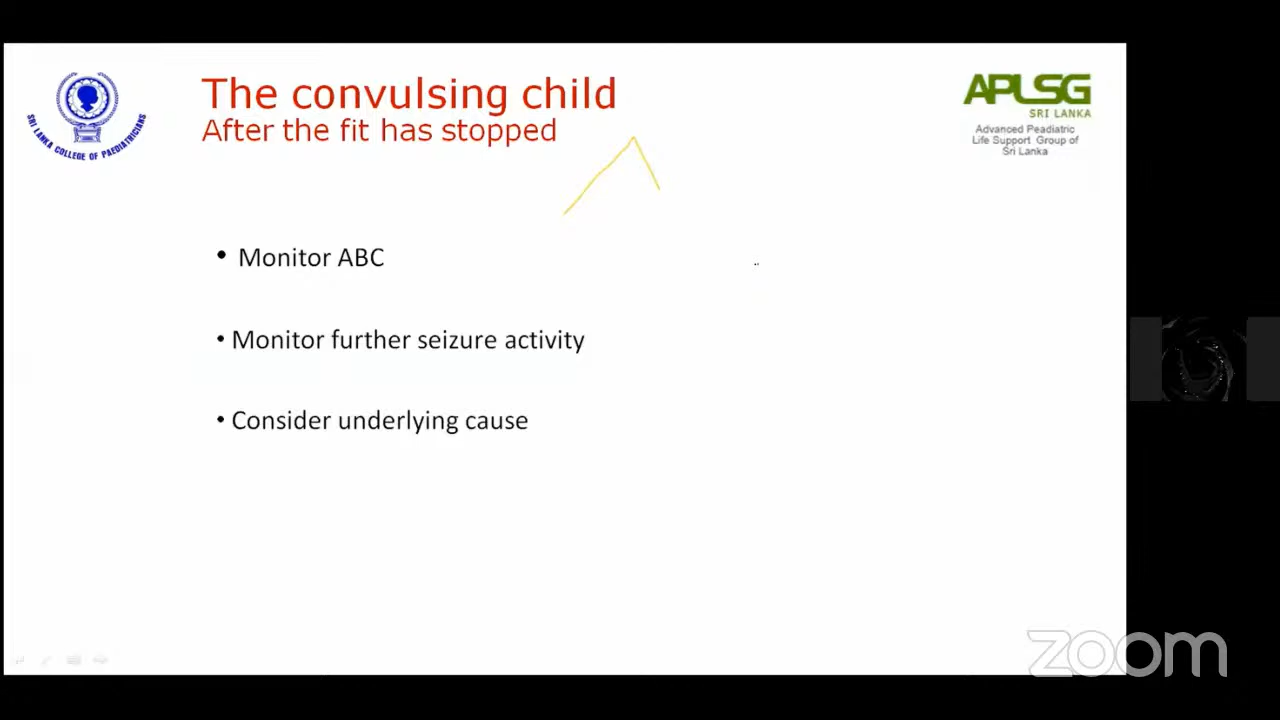 The convulsing child
After the fit has stopped
SRI LANKA COLLEGE OF PAEDIATRICIANS
APLSG
SRI LANKA
Advanced Peadiatric
Life Support Group of
Sri Lanka
• Monitor ABC
• Monitor further seizure activity
• Consider underlying cause
zoom